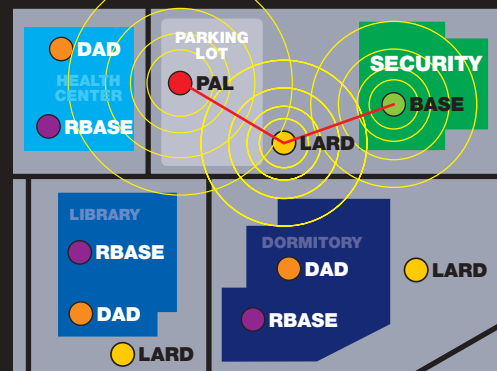 DAD
HEALTH
CENTER
RBASE
PARKING
LOT
PAL
LARD
SECURITY
BASE
LIBRARY
RBASE
DAD
LARD
DORMITORY
DAD
RBASE
LARD